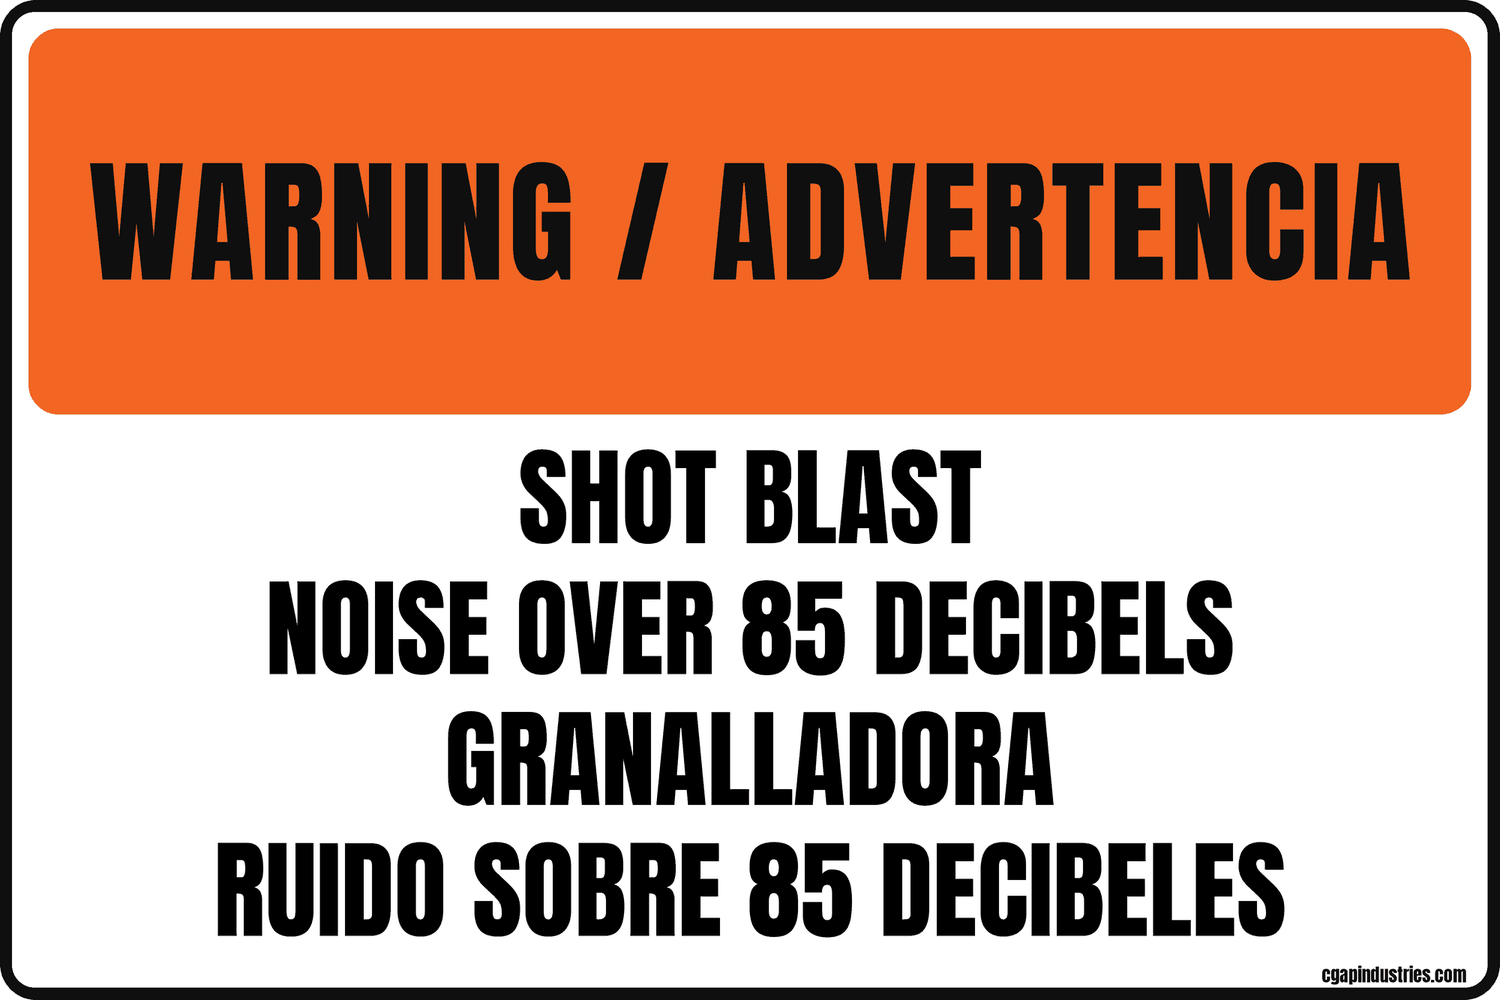 WARNING / ADVERTENCIA
SHOT BLAST
NOISE OVER 85 DECIBELS
GRANALLADORA
RUIDO SOBRE 85 DECIBELES
cgapindustries.com